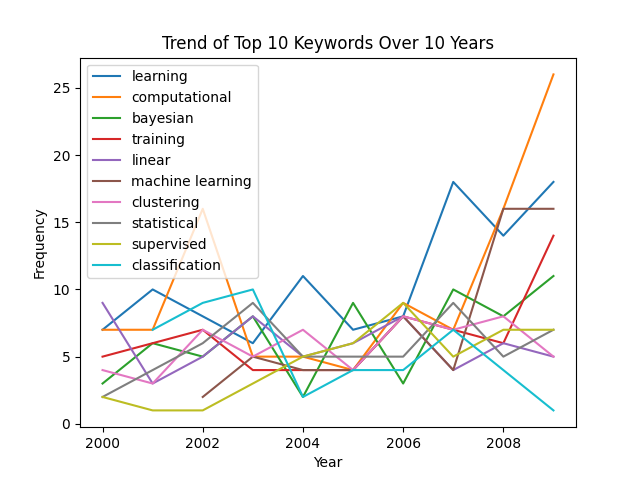 Trend of Top 10 Keywords Over 10 Years
learning
computational
bayesian
training
linear
machine learning
clustering
statistical
supervised
classification
Frequency
25
20
15
10
5
0
2000 2002 2004 2006 2008
Year